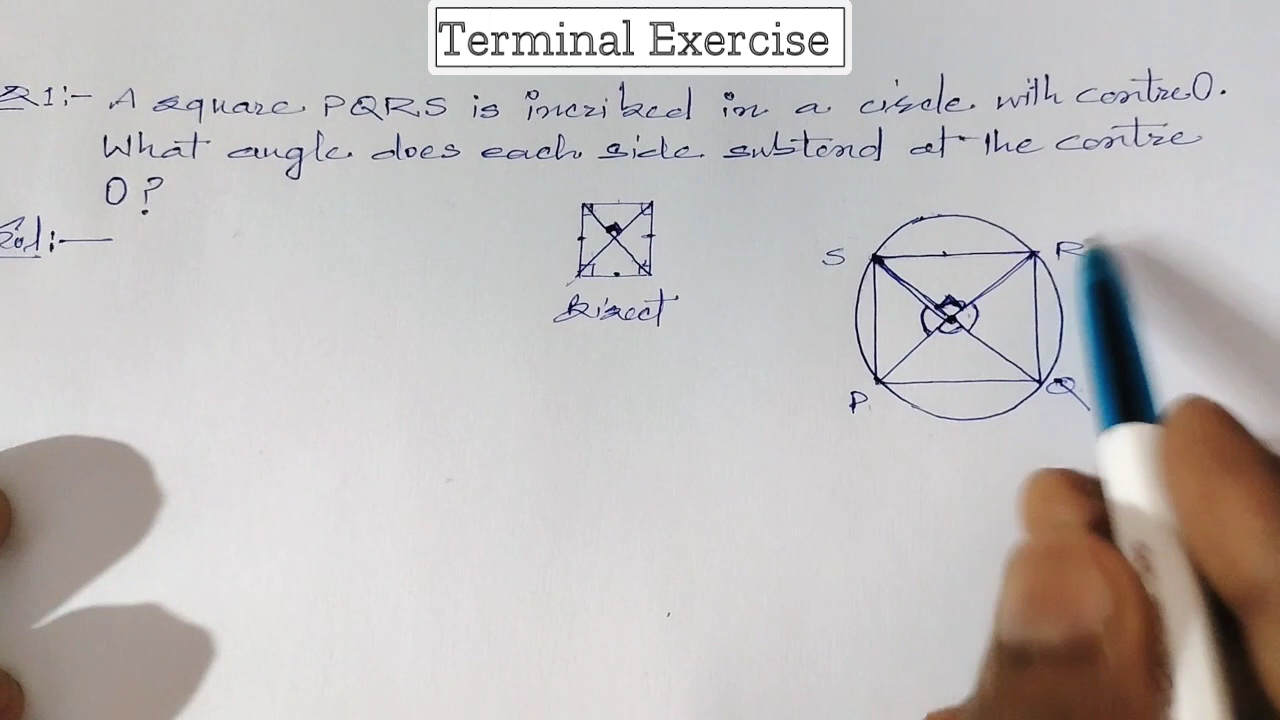 Terminal Exercise
Q1:- A square PQRS is incribed in a circle with centre O.
What angle does each side subtend at the centre
O?
Sol:-
Bisect
S
R
P
Q